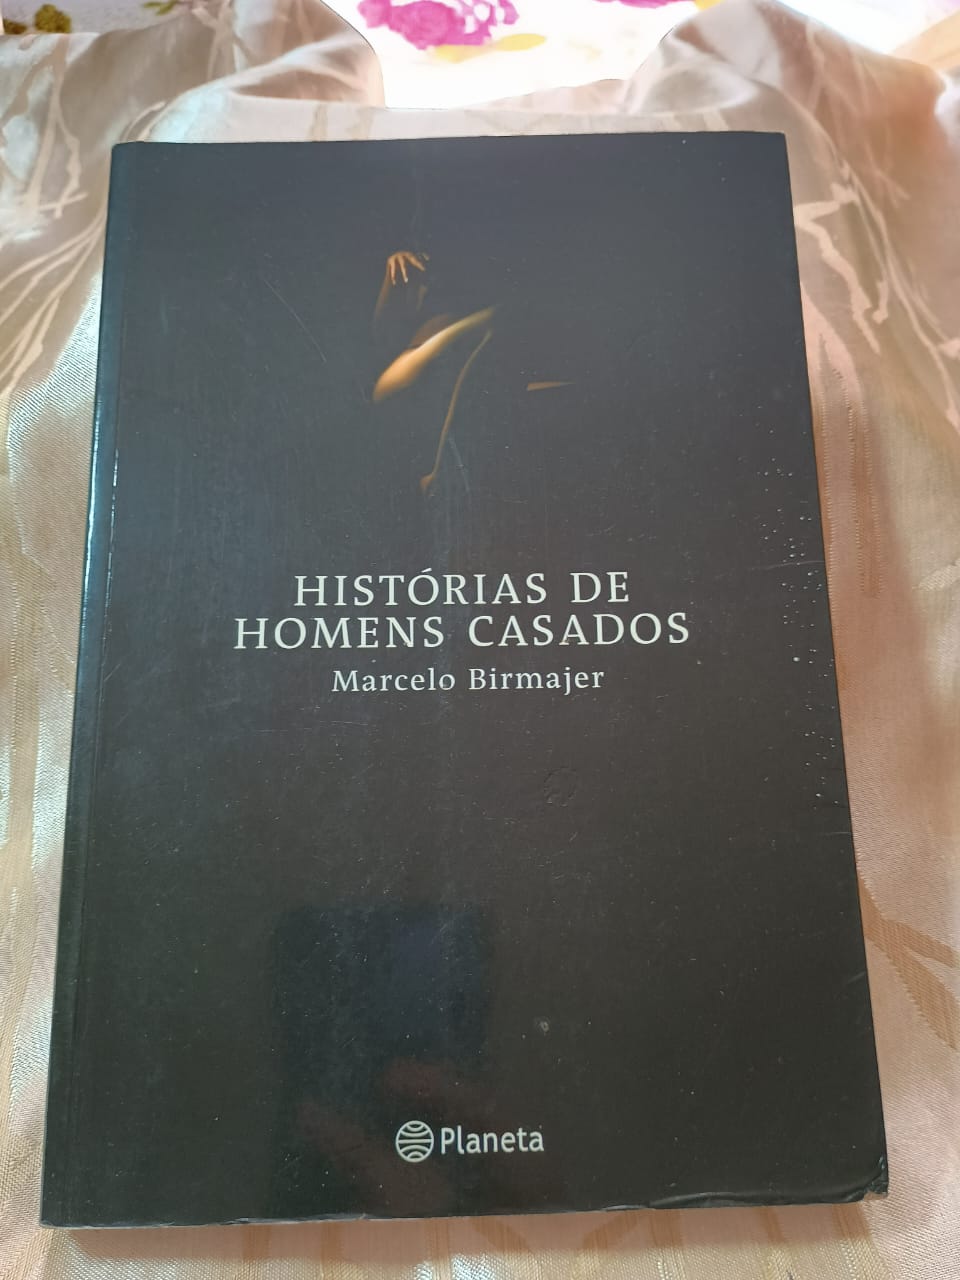 HISTÓRIAS DE
HOMENS CASADOS
Marcelo Birmajer
Planeta